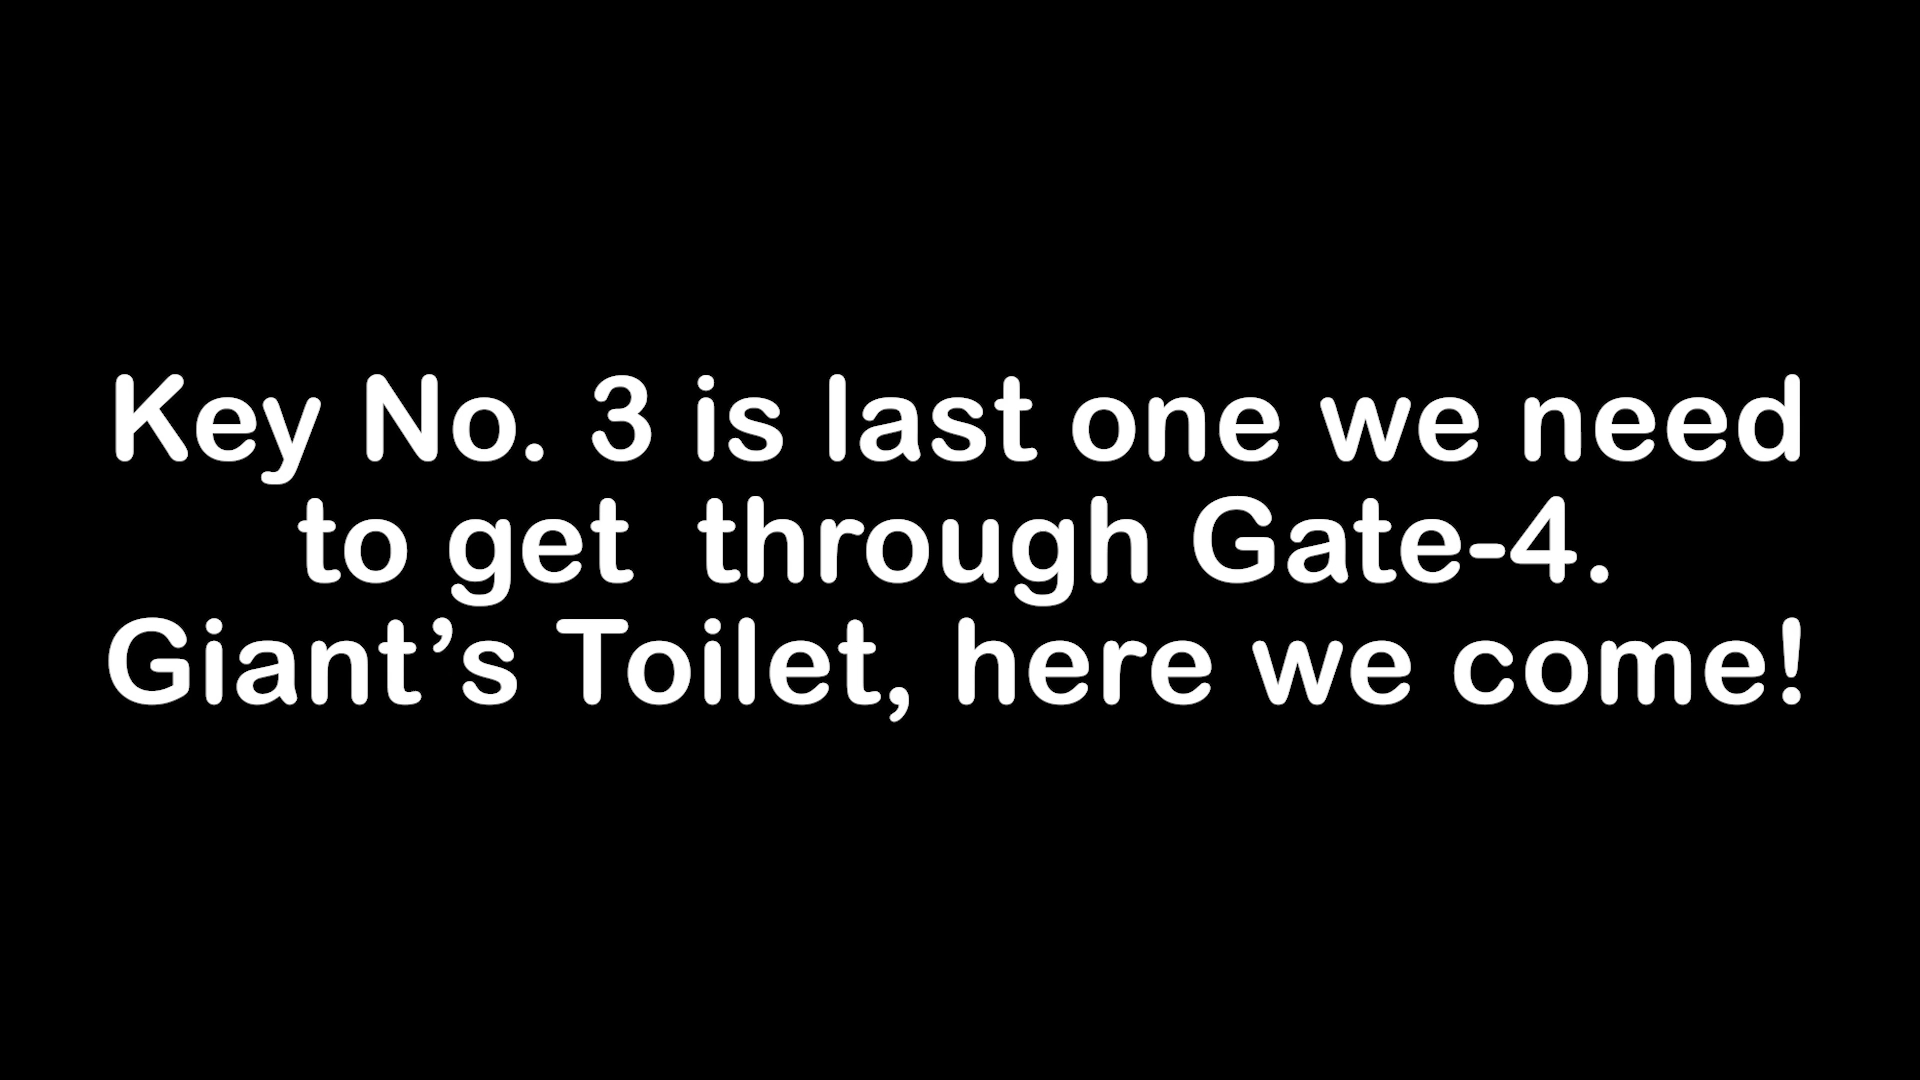 Key No. 3 is last one we need
to get  through Gate-4.
Giant’s Toilet, here we come!